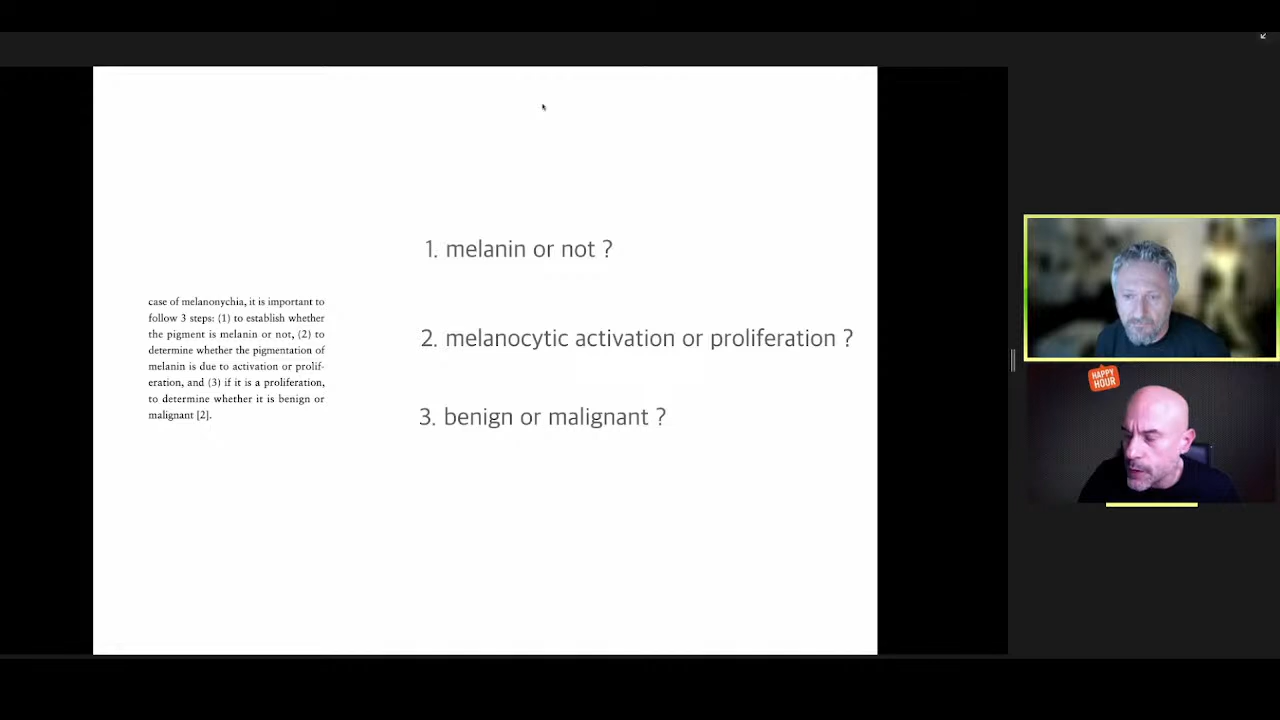 case of melanonychia, it is important to
follow 3 steps: (1) to establish whether
the pigment is melanin or not, (2) to
determine whether the pigmentation of
melanin is due to activation or prolif-
eration, and (3) if it is a proliferation,
to determine whether it is benign or
malignant [2].
1. melanin or not ?
2. melanocytic activation or proliferation ?
3. benign or malignant ?
HAPPY
HOUR